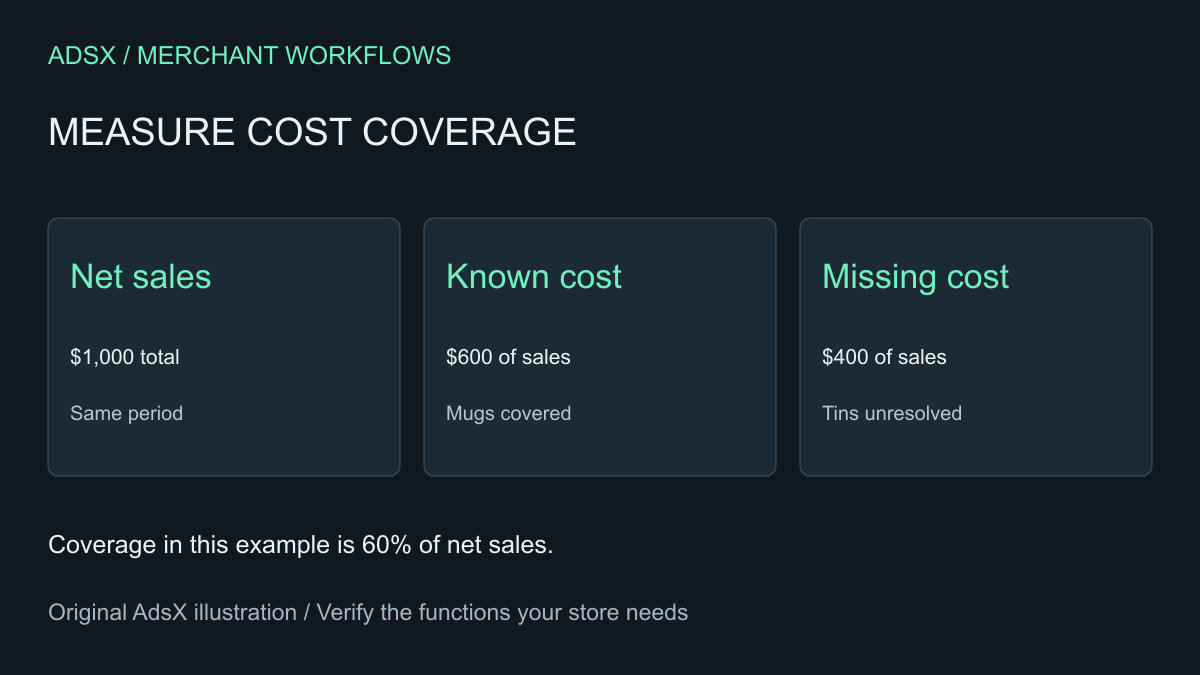 ADSX / MERCHANT WORKFLOWS
MEASURE COST COVERAGE
Net sales
$1,000 total
Same period
Known cost
$600 of sales
Mugs covered
Missing cost
$400 of sales
Tins unresolved
Coverage in this example is 60% of net sales.
Original AdsX illustration / Verify the functions your store needs